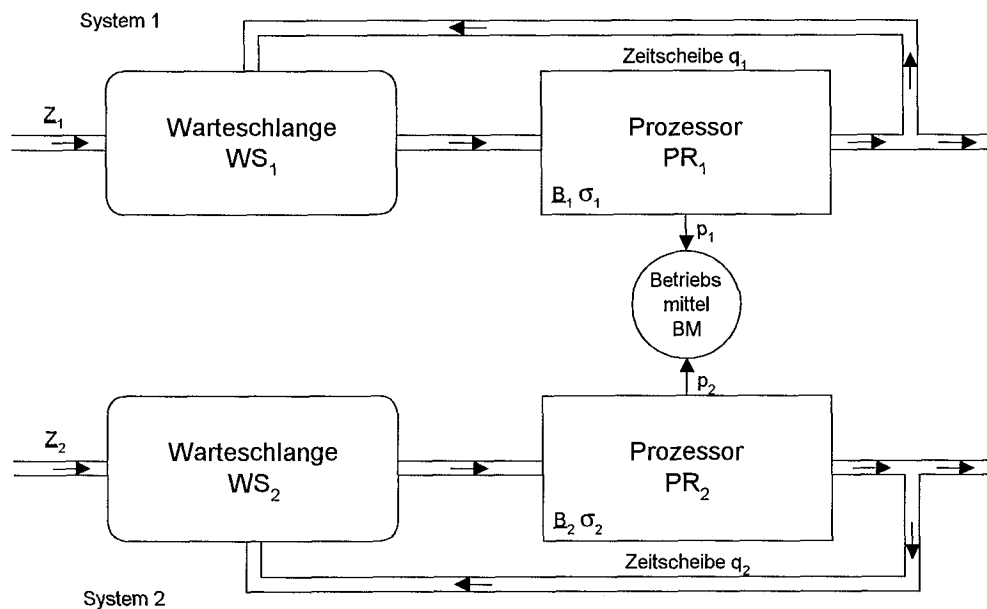 System 1
Zeitscheibe q₁
Z₁
Warteschlange
WS₁
Prozessor
PR₁
B₁ σ₁
p₁
Betriebs
mittel
BM
p₂
Z₂
Warteschlange
WS₂
Prozessor
PR₂
B₂ σ₂
Zeitscheibe q₂
System 2